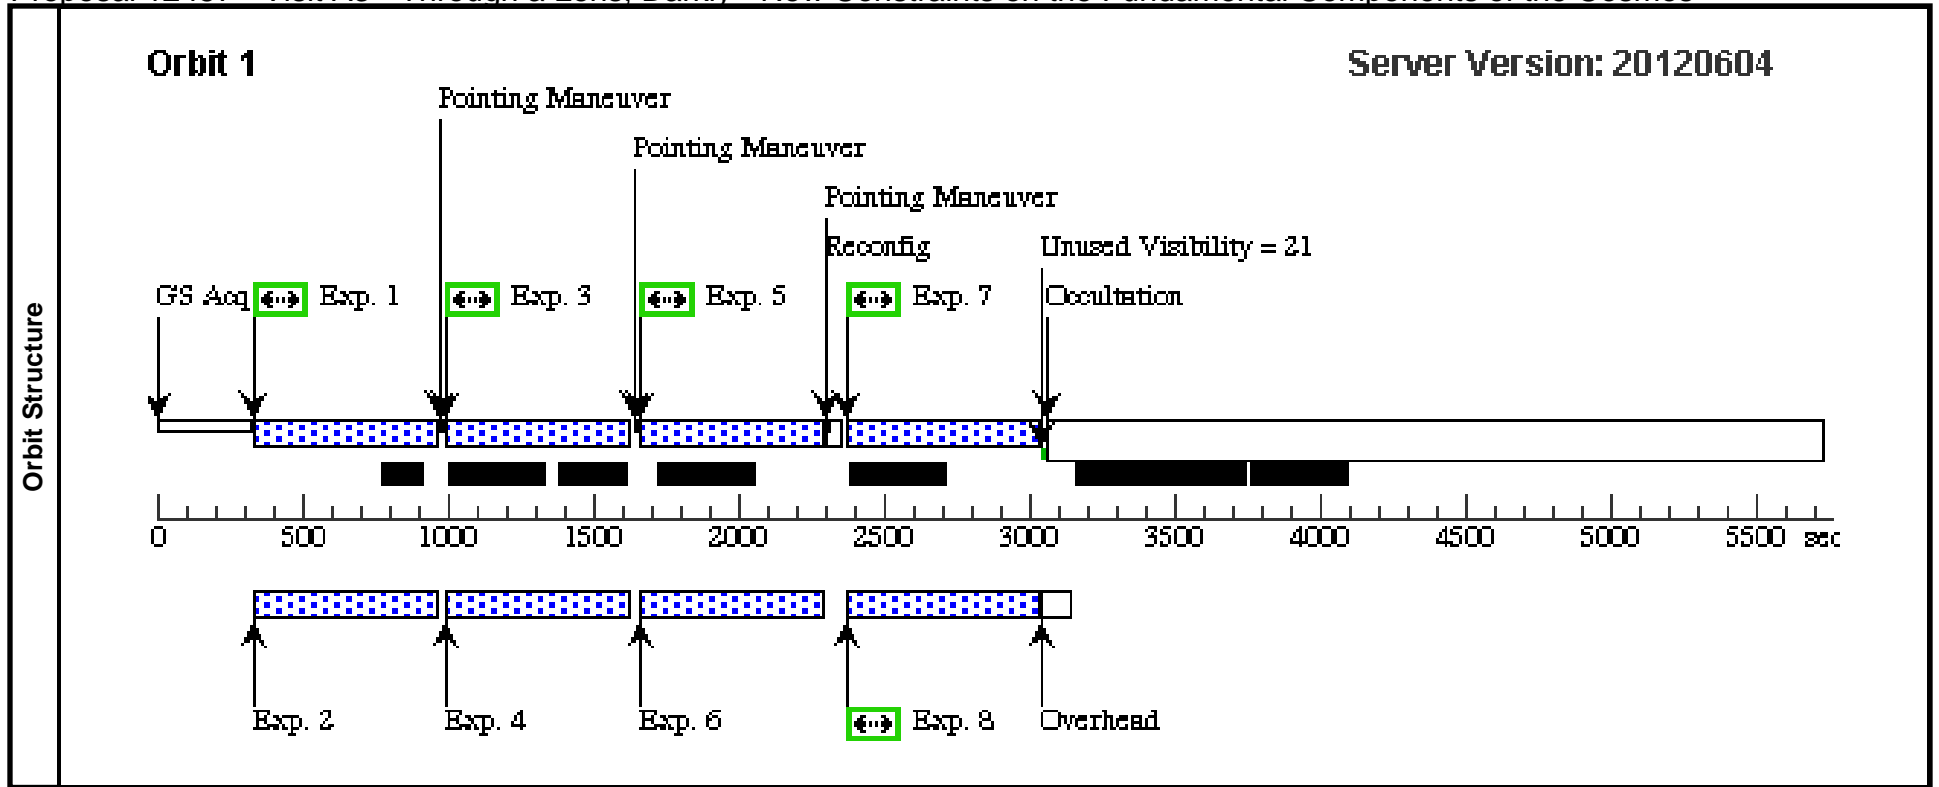 Orbit Structure
Orbit 1
Server Version: 20120604
Pointing Maneuver
Pointing Maneuver
Pointing Maneuver
Reconfig
Unused Visibility = 21
GS Acq
Exp. 1
Exp. 3
Exp. 5
Exp. 7
Occultation
0 500 1000 1500 2000 2500 3000 3500 4000 4500 5000 5500 sec
Exp. 2
Exp. 4
Exp. 6
Exp. 8
Overhead